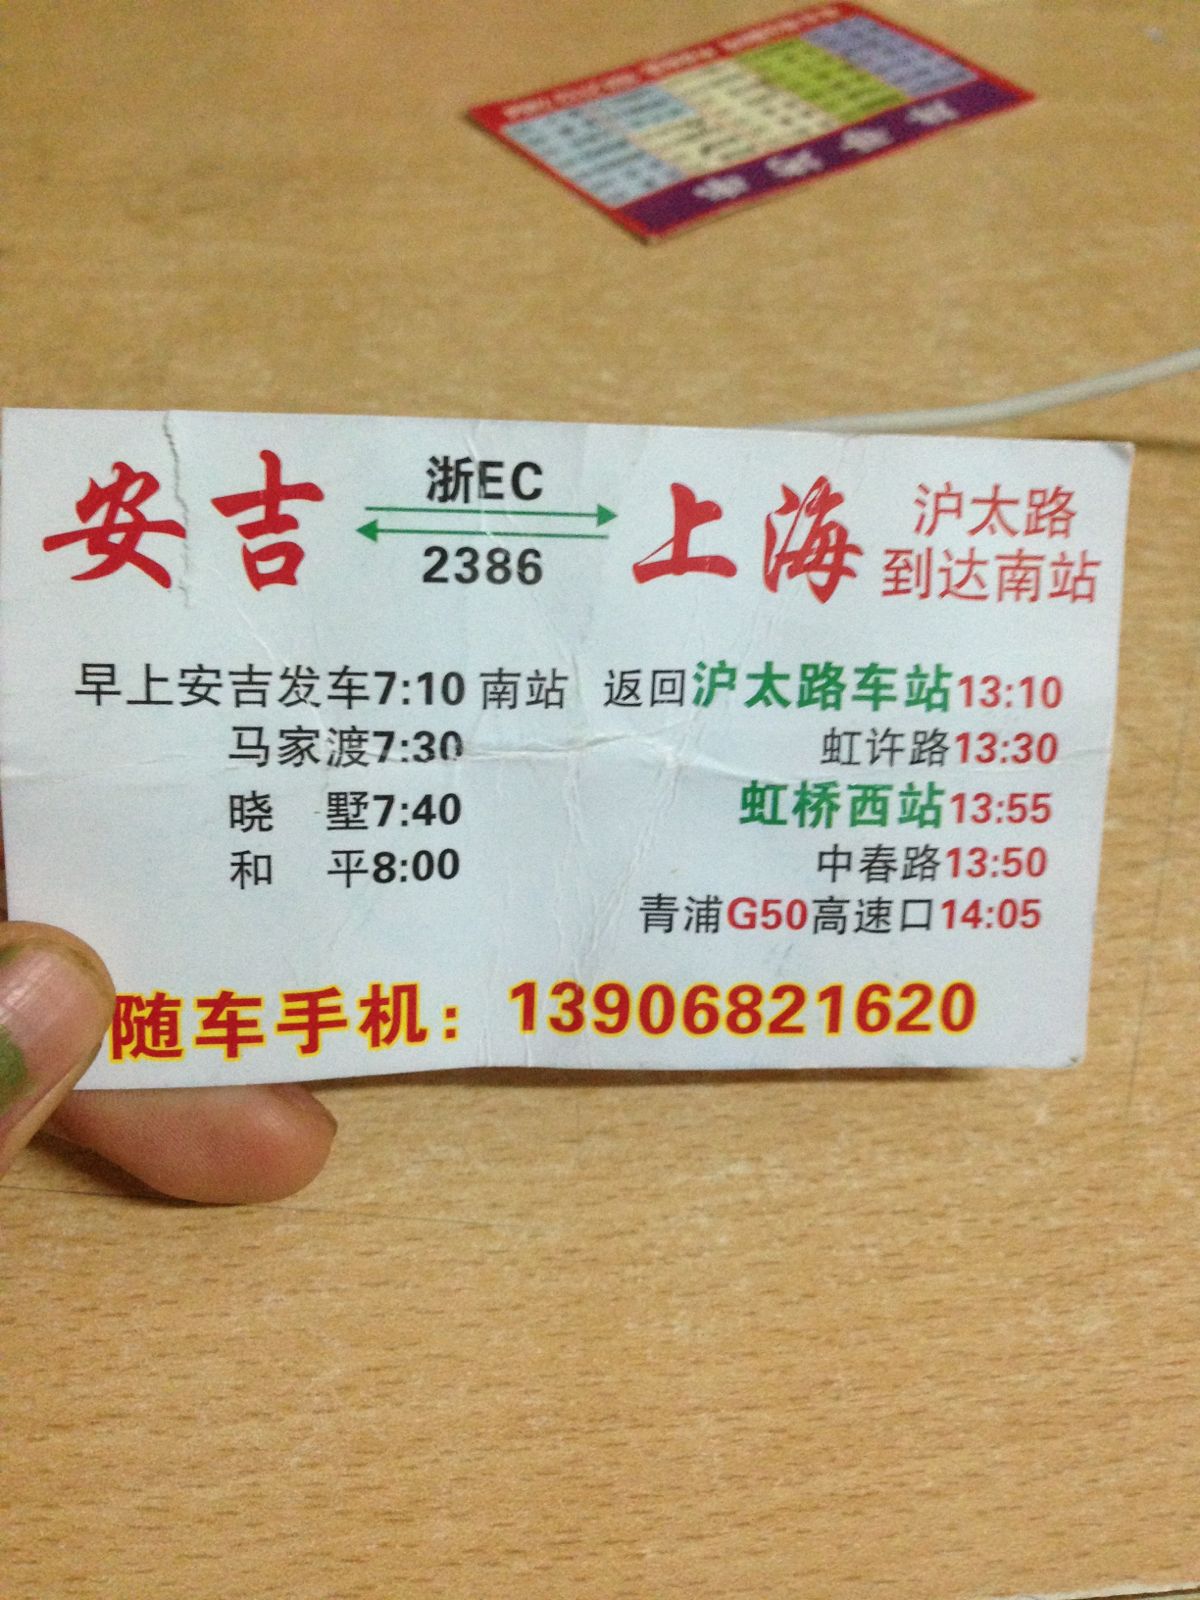 安吉 浙EC 2386 上海 沪太路
到达南站
早上安吉发车7:10 南站 返回沪太路车站13:10
马家渡7:30 虹许路13:30
晓 墅7:40 虹桥西站13:55
和 平8:00 中春路13:50
青浦G50高速口14:05
随车手机：13906821620